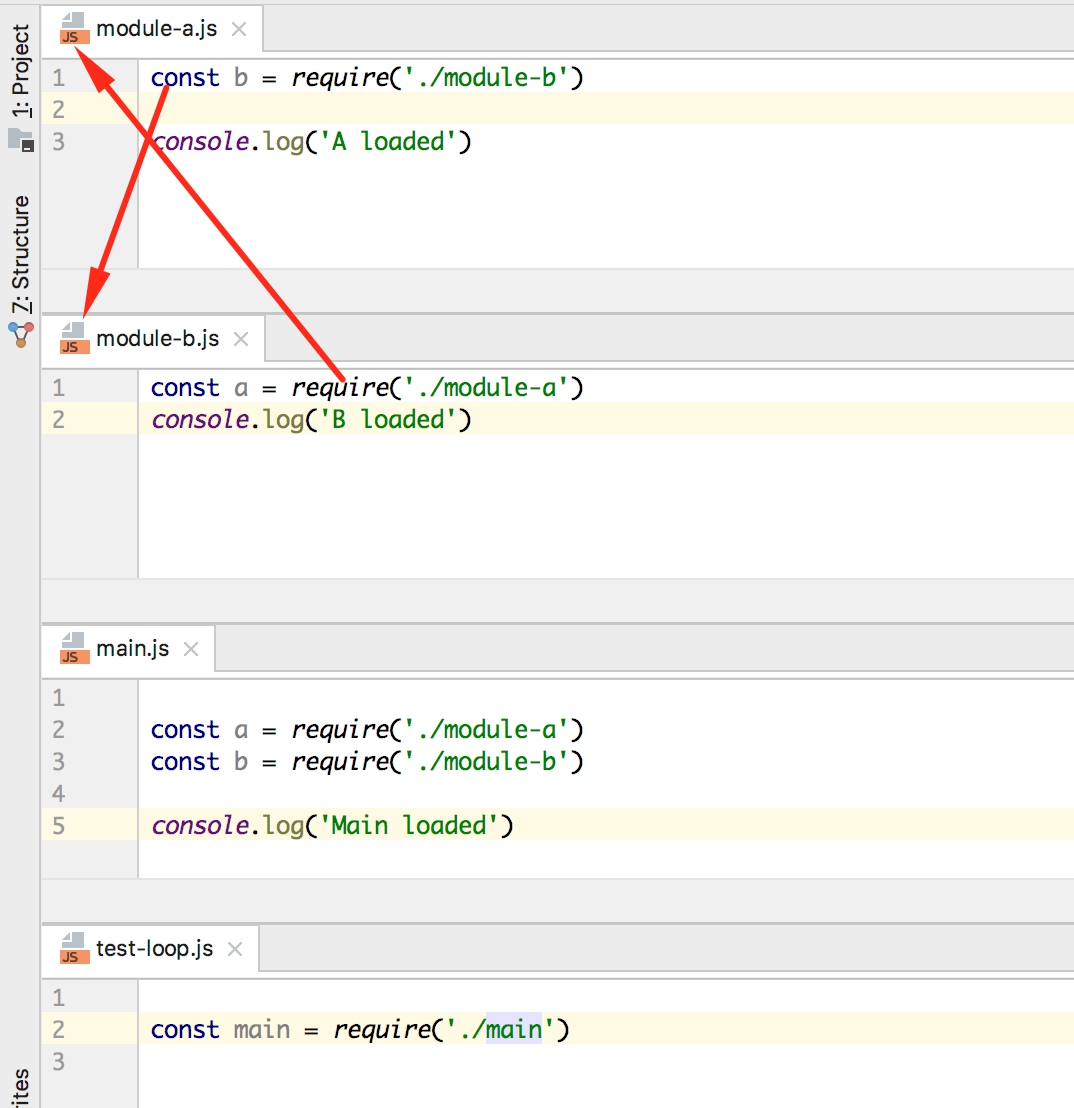 1: Project
7: Structure
rites
JS module-a.js
1 const b = require('./module-b')
2
3 console.log('A loaded')
JS module-b.js
1 const a = require('./module-a')
2 console.log('B loaded')
JS main.js
1
2 const a = require('./module-a')
3 const b = require('./module-b')
4
5 console.log('Main loaded')
JS test-loop.js
1
2 const main = require('./main')
3